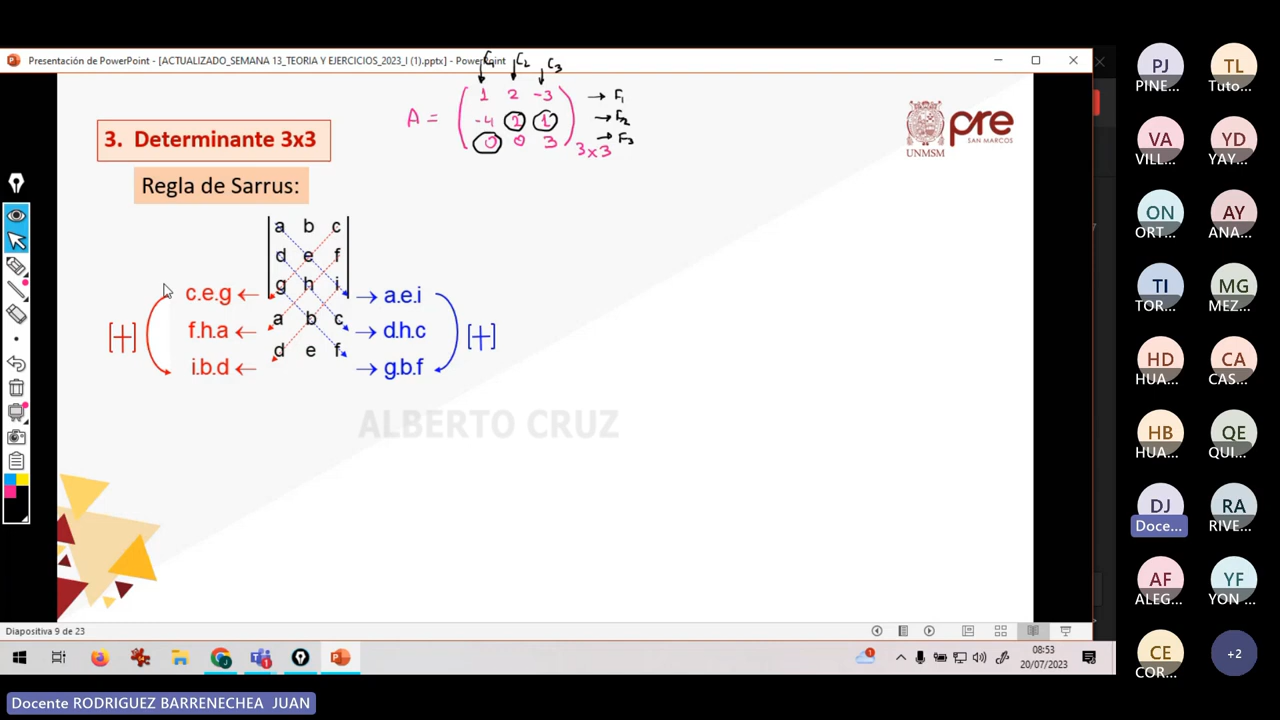 Presentación de PowerPoint - [ACTUALIZADO_SEMANA 13_TEORIA Y EJERCICIOS_2023_I (1).pptx] - PowerPoint
C1 C2 C3
1 2 -3 → F1
A = -4 2 1 → F2
0 0 3 → F3
3x3
3. Determinante 3x3
Regla de Sarrus:
UNMSM
pre
SAN MARCOS
a b c
d e f
g h i
c.e.g ← → a.e.i
a b c
f.h.a ← → d.h.c
[+] [+]
d e f
i.b.d ← → g.b.f
ALBERTO CRUZ
Diapositiva 9 de 23
08:53
20/07/2023
PJ TL
PINE... Tuto...
VA YD
VILL... YAY...
ON AY
ORT... ANA...
TI MG
TOR... MEZ...
HD CA
HUA... CAS...
HB QE
HUA... QUI...
DJ RA
Doce... RIVE...
AF YF
ALEG... YON ...
CE +2
COR...
Docente RODRIGUEZ BARRENECHEA JUAN